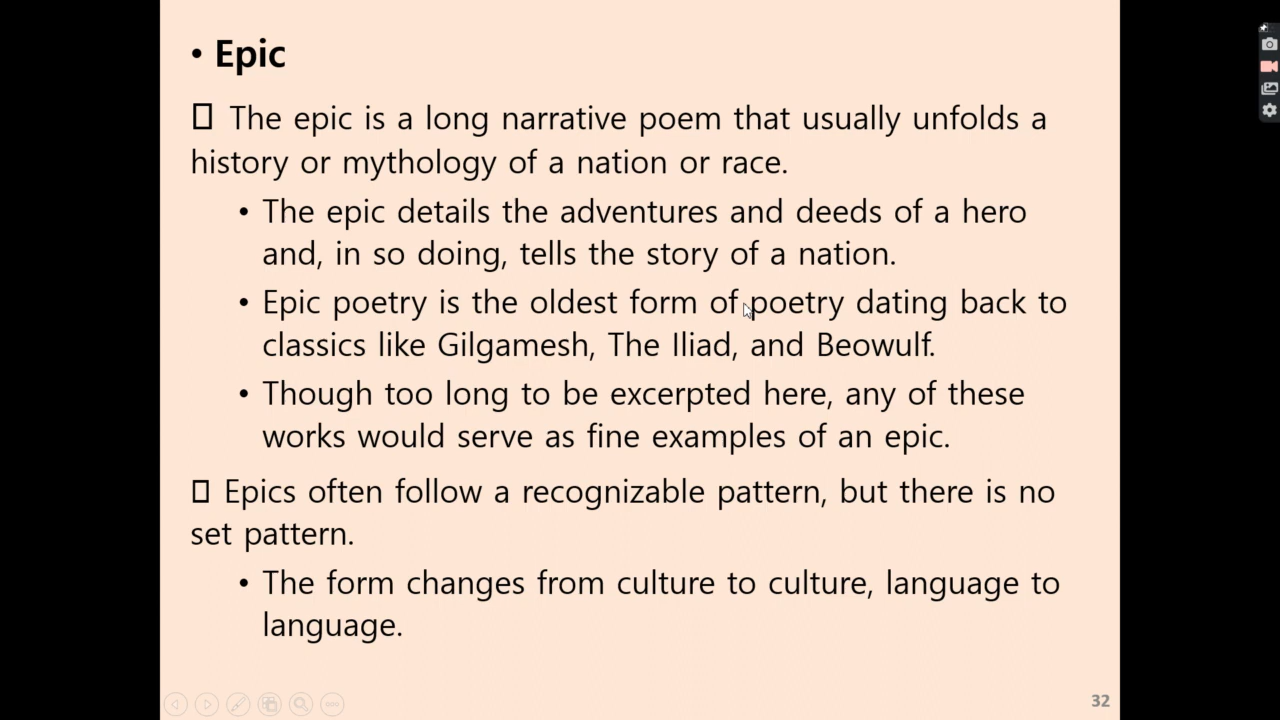 • Epic
▯ The epic is a long narrative poem that usually unfolds a
history or mythology of a nation or race.
• The epic details the adventures and deeds of a hero
and, in so doing, tells the story of a nation.
• Epic poetry is the oldest form of poetry dating back to
classics like Gilgamesh, The Iliad, and Beowulf.
• Though too long to be excerpted here, any of these
works would serve as fine examples of an epic.
▯ Epics often follow a recognizable pattern, but there is no
set pattern.
• The form changes from culture to culture, language to
language.
32